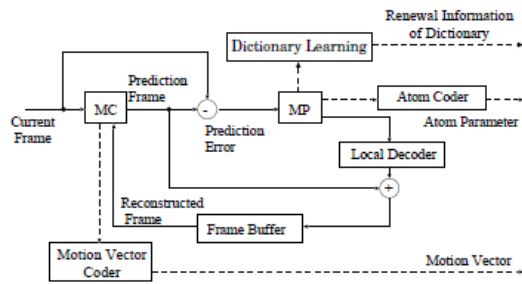 Renewal Information
of Dictionary
Dictionary Learning
Prediction
Frame
MC
-
MP
Atom Coder
Current
Frame
Prediction
Error
Atom Parameter
Local Decoder
+
Reconstructed
Frame
Frame Buffer
Motion Vector
Coder
Motion Vector